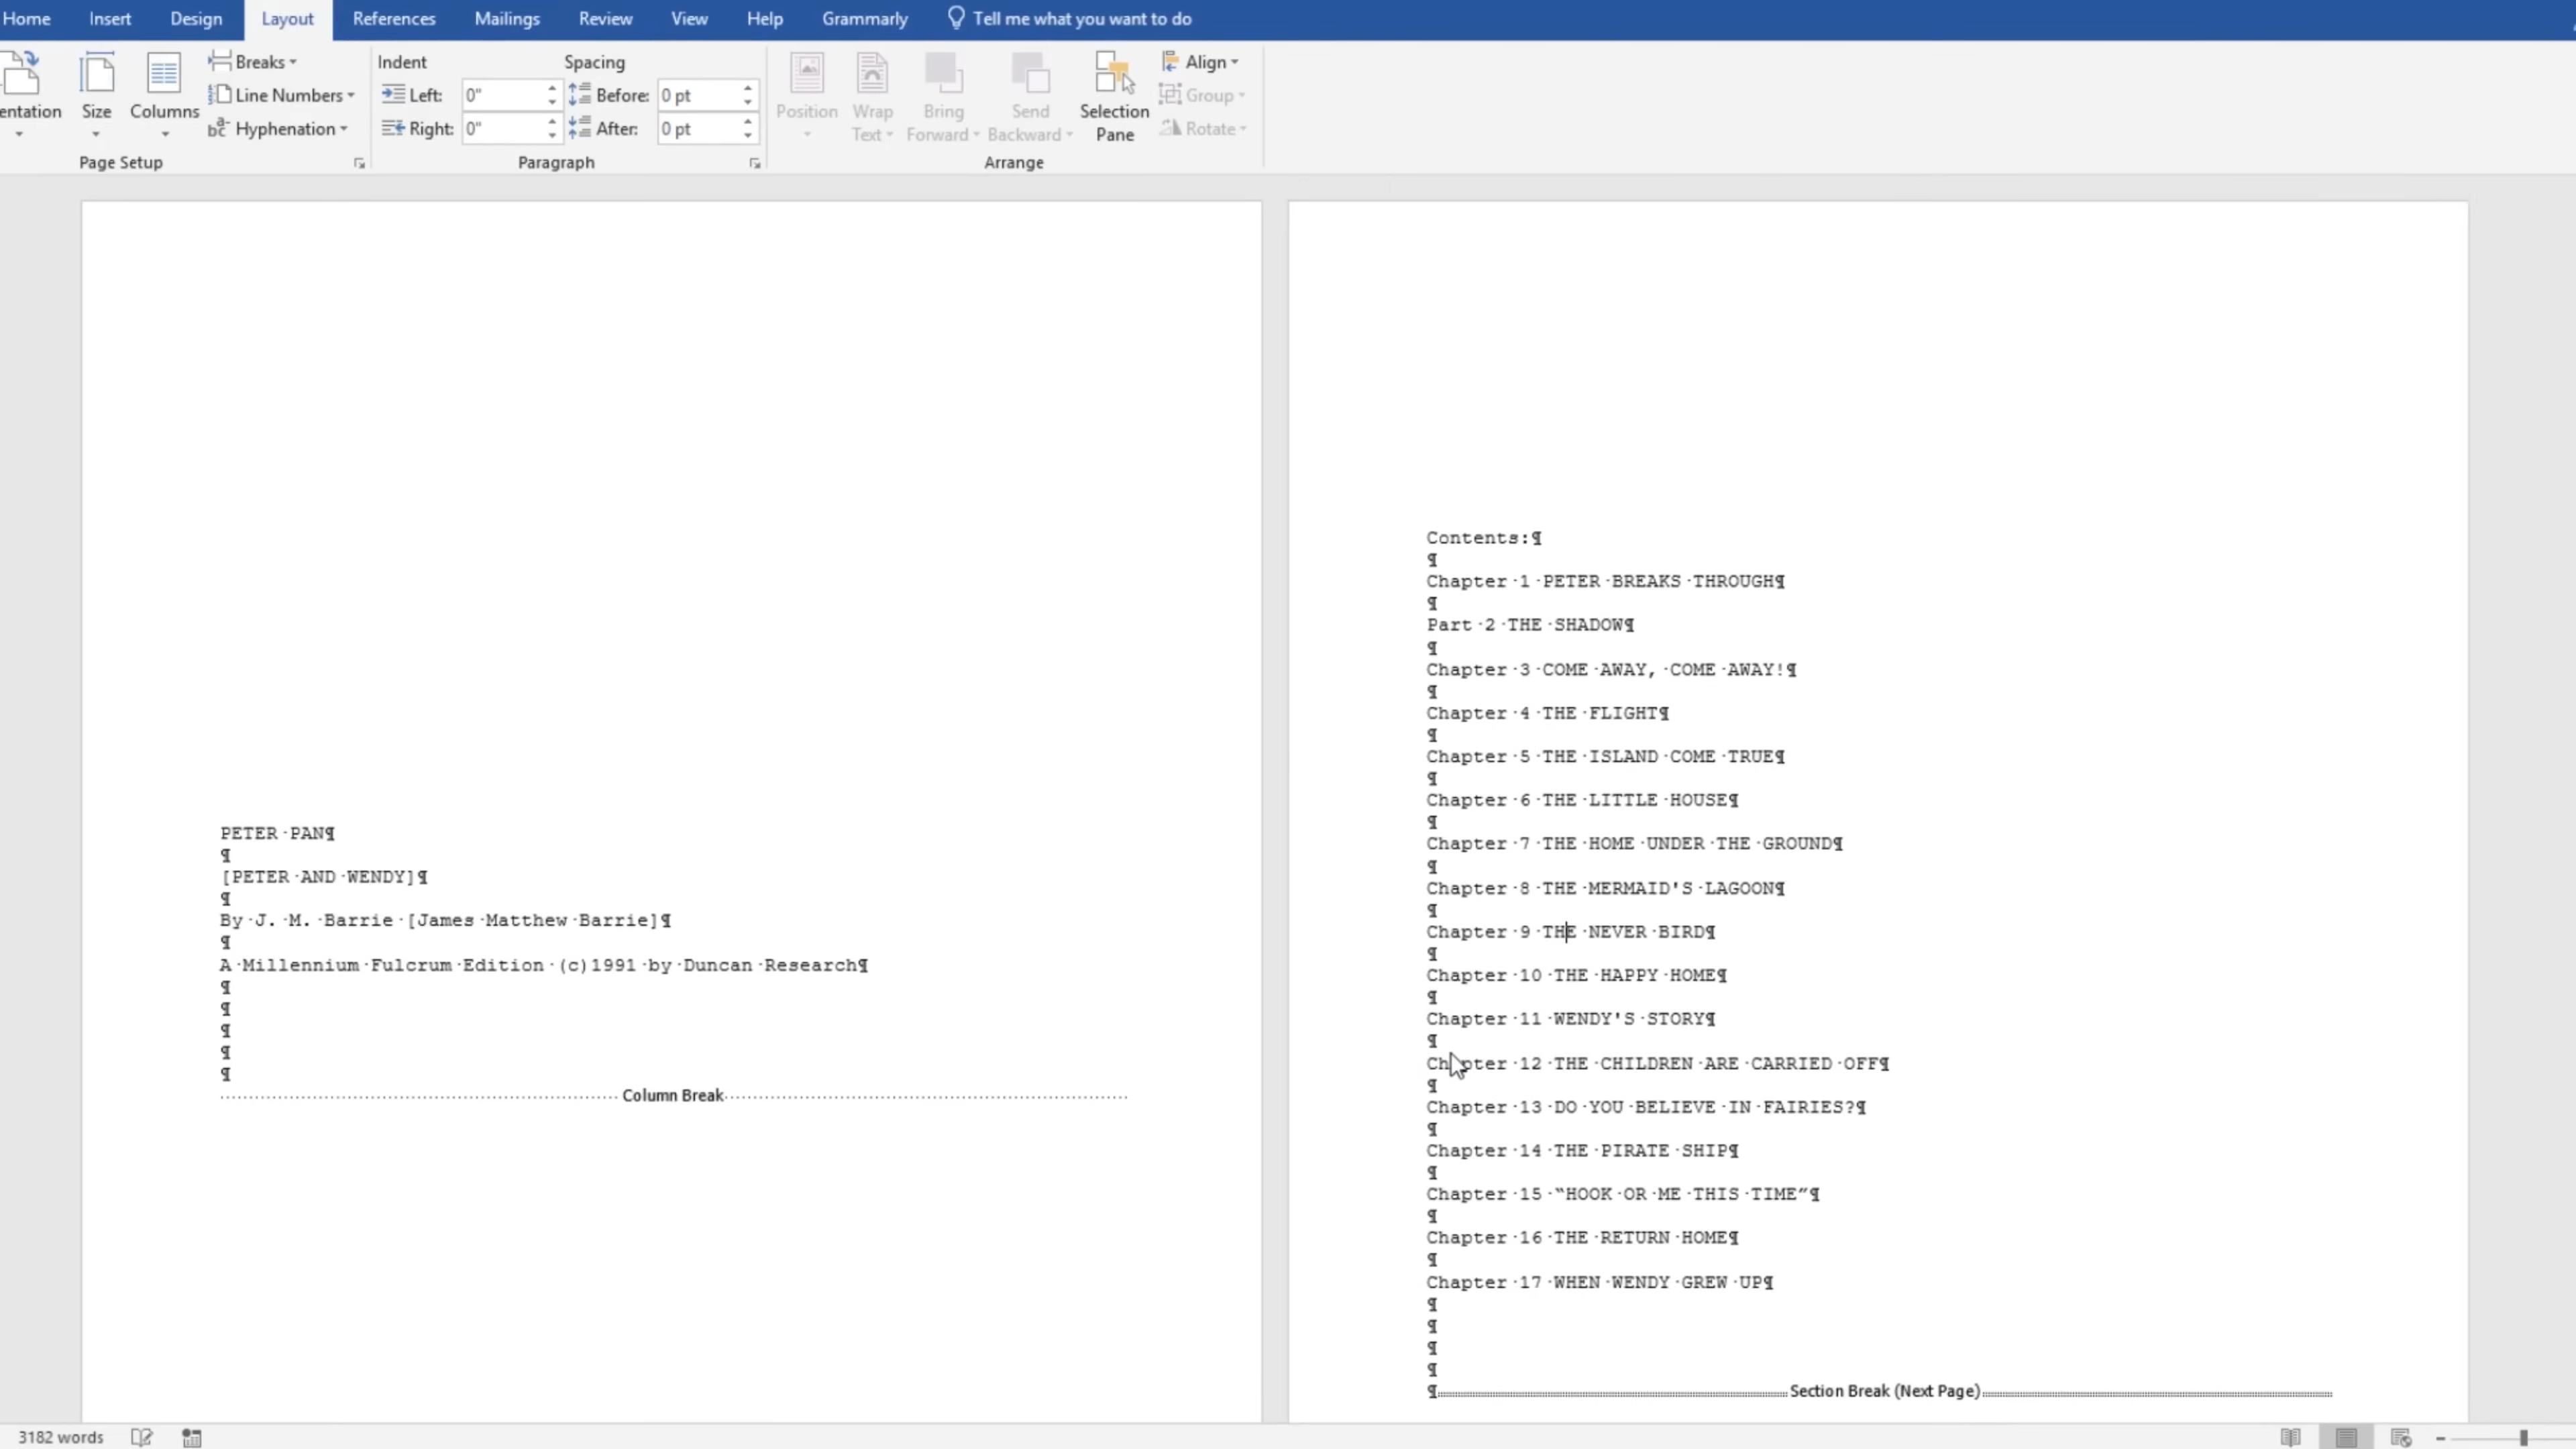 Home Insert Design Layout References Mailings Review View Help Grammarly Tell me what you want to do
entation Size Columns
Breaks
Line Numbers
Hyphenation
Page Setup
Indent Spacing
Left: 0" Before: 0 pt
Right: 0" After: 0 pt
Paragraph
Position Wrap Text Bring Forward Send Backward Selection Pane
Align
Group
Rotate
Arrange
PETER·PAN¶
¶
[PETER·AND·WENDY]¶
¶
By·J.·M.·Barrie·[James·Matthew·Barrie]¶
¶
A·Millennium·Fulcrum·Edition·(c)1991·by·Duncan·Research¶
¶
¶
¶
¶
¶
Column Break
Contents:¶
¶
Chapter·1·PETER·BREAKS·THROUGH¶
¶
Part·2·THE·SHADOW¶
¶
Chapter·3·COME·AWAY,·COME·AWAY!¶
¶
Chapter·4·THE·FLIGHT¶
¶
Chapter·5·THE·ISLAND·COME·TRUE¶
¶
Chapter·6·THE·LITTLE·HOUSE¶
¶
Chapter·7·THE·HOME·UNDER·THE·GROUND¶
¶
Chapter·8·THE·MERMAID'S·LAGOON¶
¶
Chapter·9·THE·NEVER·BIRD¶
¶
Chapter·10·THE·HAPPY·HOME¶
¶
Chapter·11·WENDY'S·STORY¶
¶
Chapter·12·THE·CHILDREN·ARE·CARRIED·OFF¶
¶
Chapter·13·DO·YOU·BELIEVE·IN·FAIRIES?¶
¶
Chapter·14·THE·PIRATE·SHIP¶
¶
Chapter·15·“HOOK·OR·ME·THIS·TIME”¶
¶
Chapter·16·THE·RETURN·HOME¶
¶
Chapter·17·WHEN·WENDY·GREW·UP¶
¶
¶
¶
¶
¶ Section Break (Next Page)
3182 words